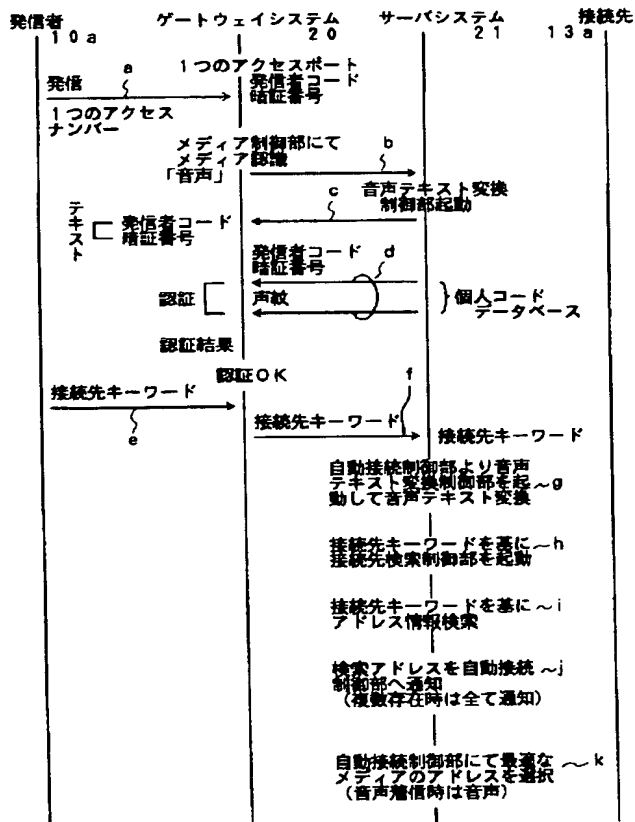 発信者
10a
ゲートウェイシステム
20
サーバシステム
21
接続先
13a
a
発信
1つのアクセス
ナンバー
1つのアクセスポート
発信者コード
暗証番号
メディア制御部にて
メディア認識
「音声」
b
c
音声テキスト変換
制御部起動
テキスト
発信者コード
暗証番号
発信者コード
暗証番号
d
認証
声紋
個人コード
データベース
認証結果
認証OK
接続先キーワード
e
f
接続先キーワード
接続先キーワード
自動接続制御部より音声
テキスト変換制御部を起
動して音声テキスト変換
g
接続先キーワードを基に
接続先検索制御部を起動
h
接続先キーワードを基に
アドレス情報検索
i
検索アドレスを自動接続
制御部へ通知
(複数存在時は全て通知)
j
自動接続制御部にて最適な
メディアのアドレスを選択
(音声着信時は音声)
k